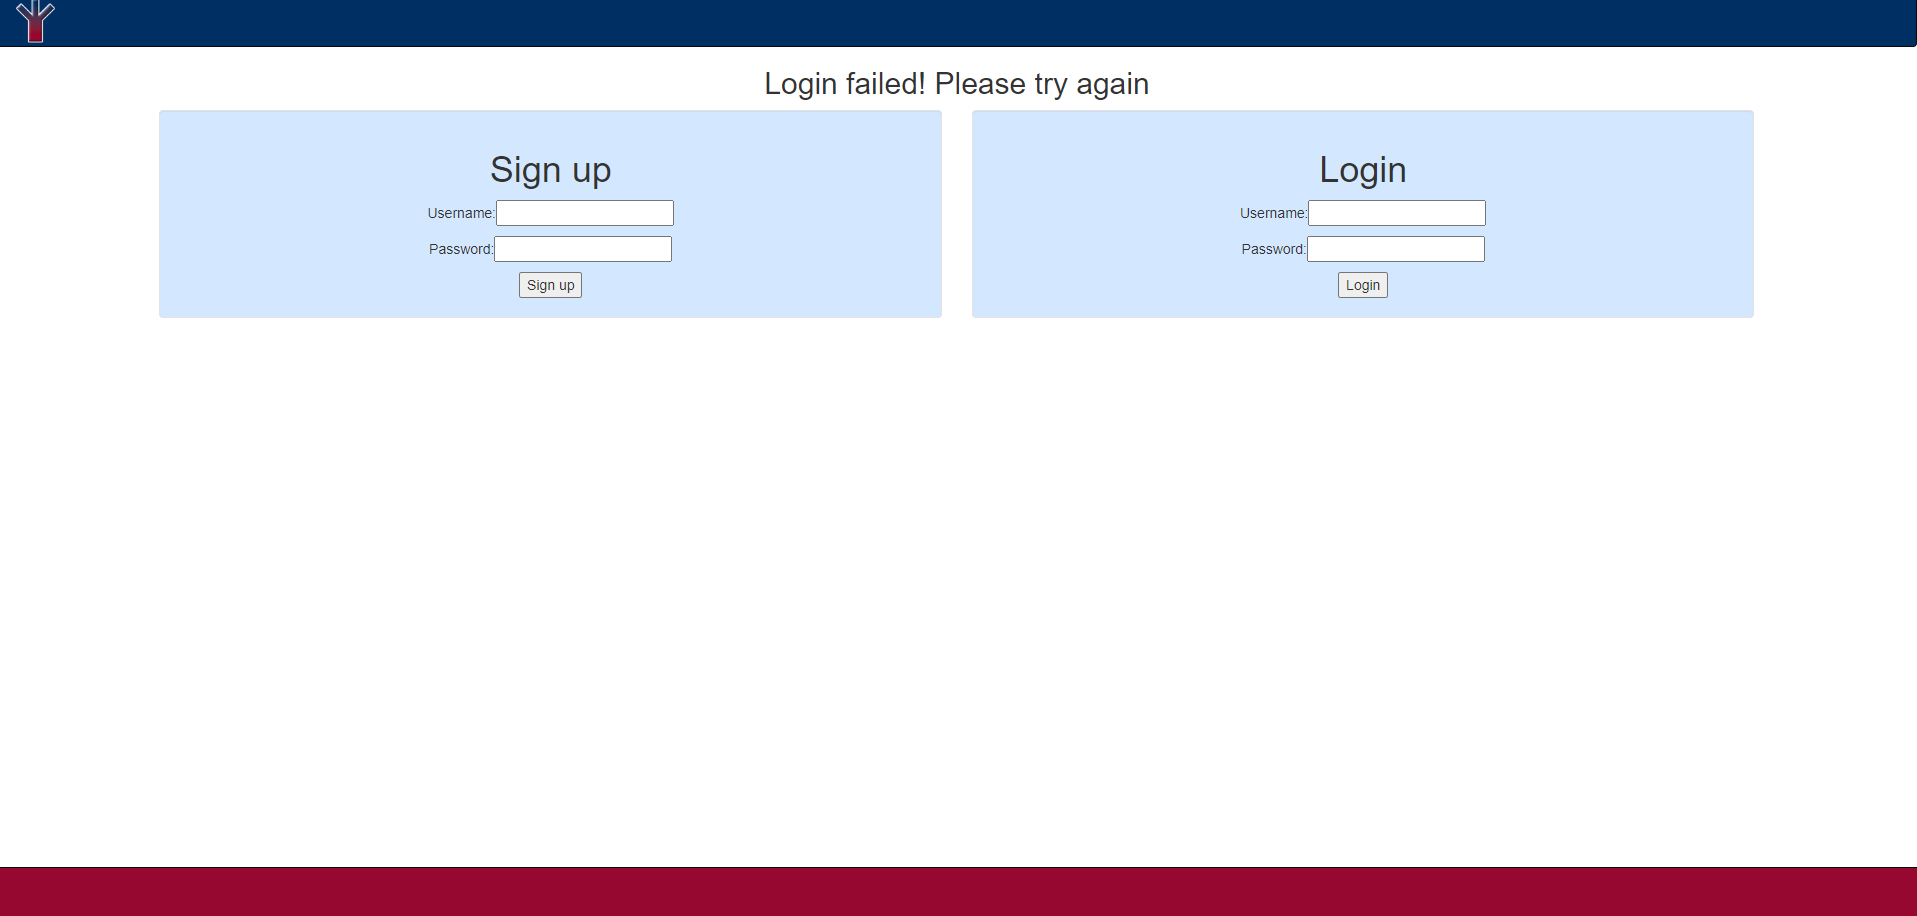 Login failed! Please try again
Sign up
Username:
Password:
Sign up
Login
Username:
Password:
Login